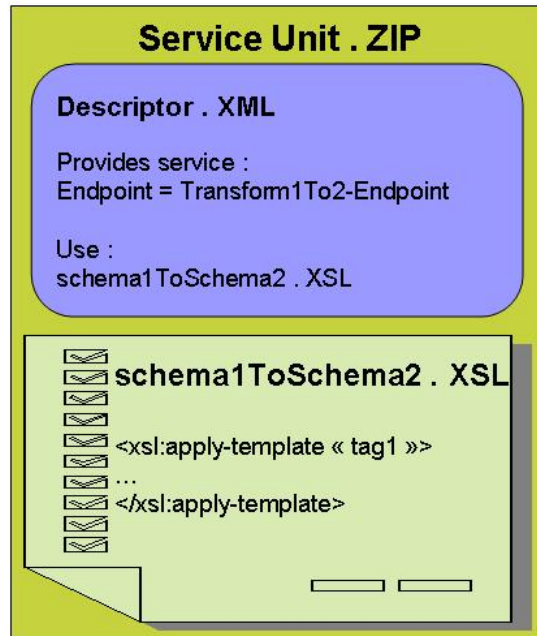 Service Unit . ZIP
Descriptor . XML
Provides service :
Endpoint = Transform1To2-Endpoint
Use :
schema1ToSchema2 . XSL
schema1ToSchema2 . XSL
<xsl:apply-template « tag1 »>
...
</xsl:apply-template>